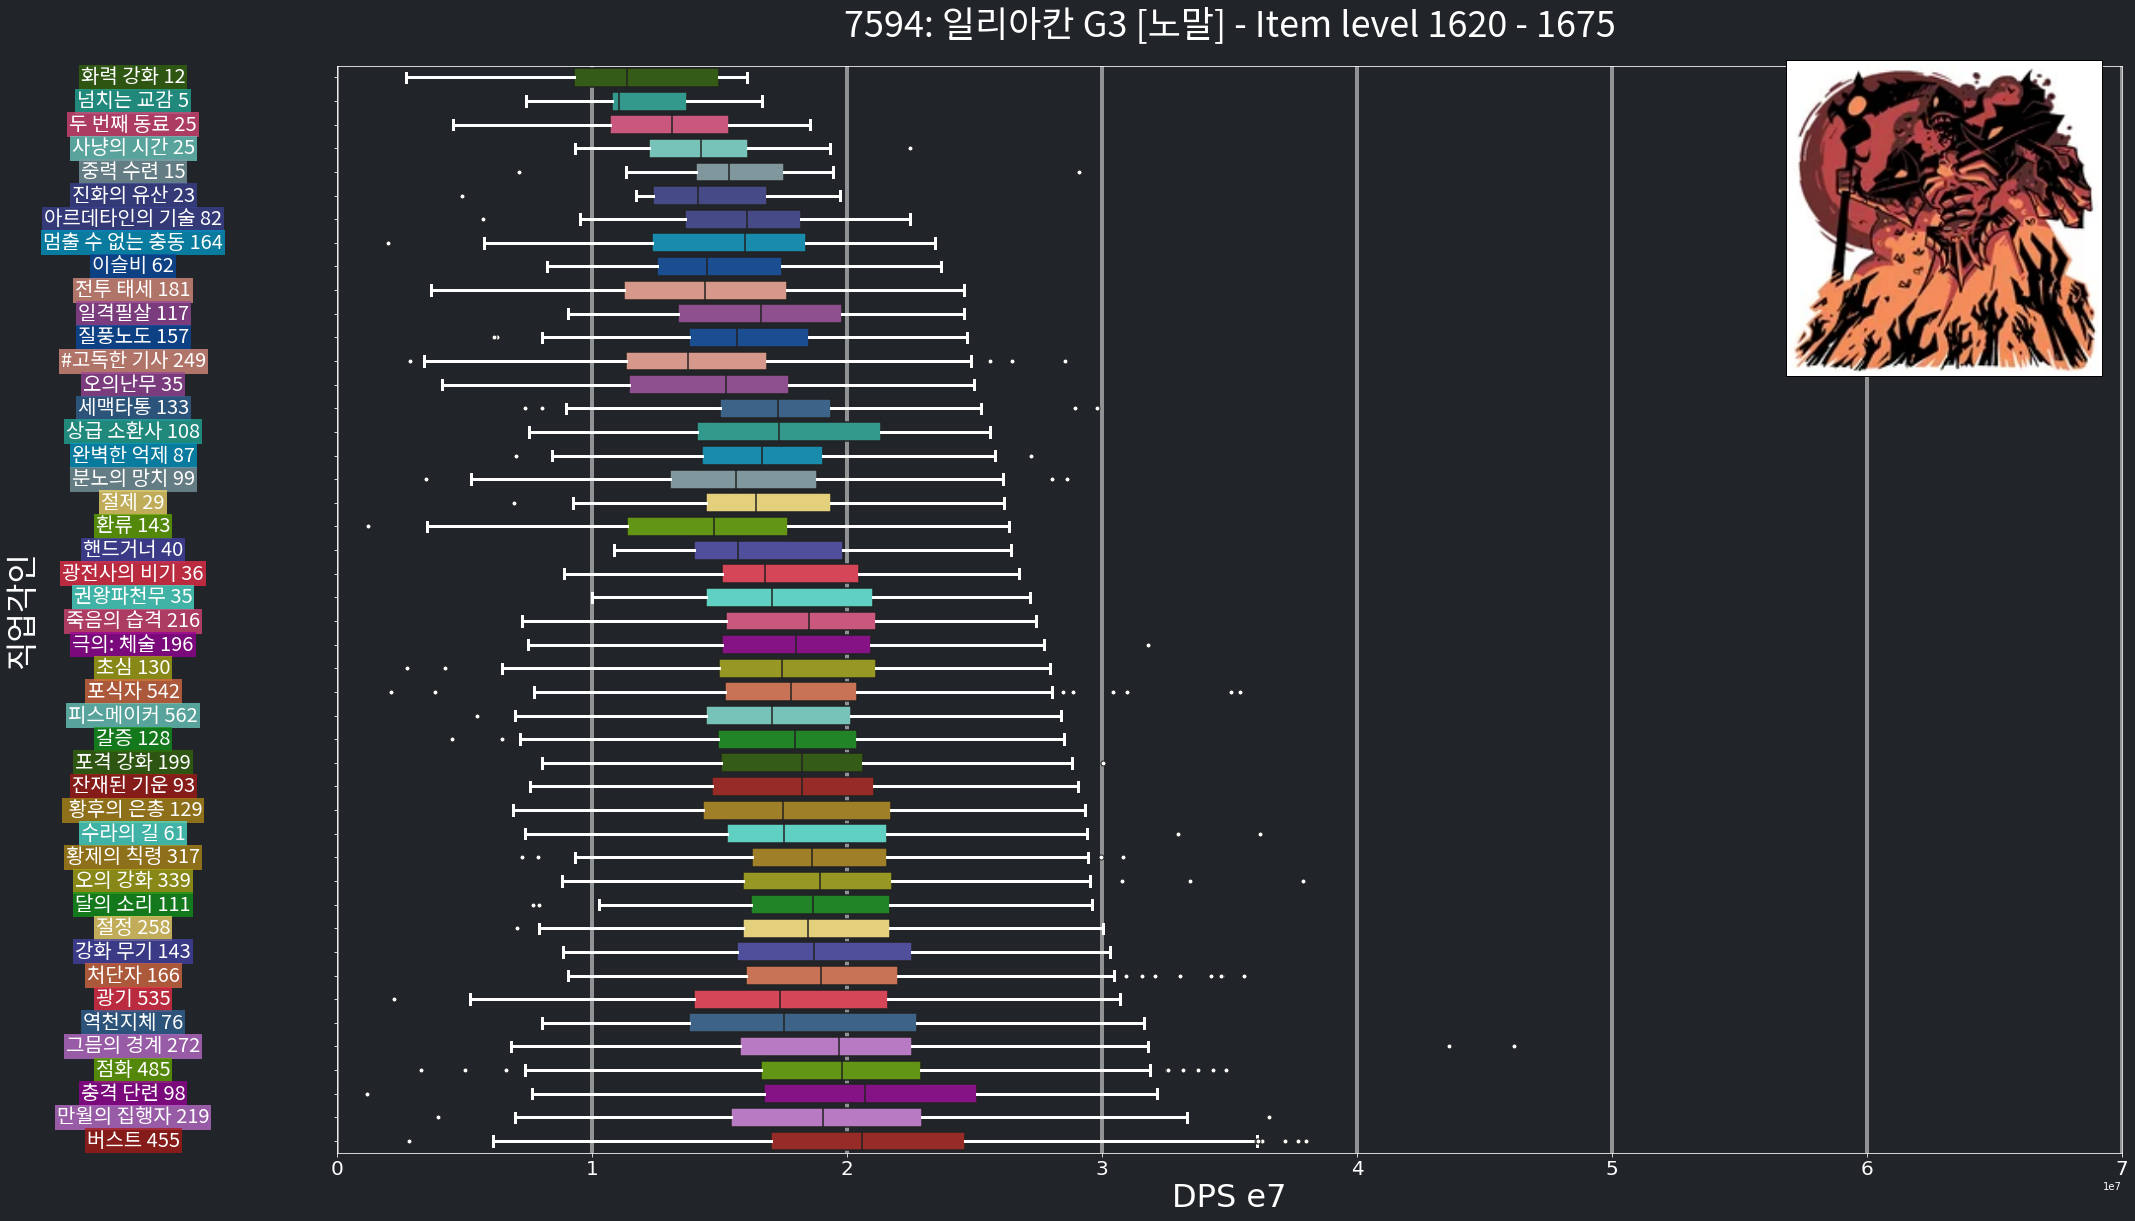 7594: 일리아칸 G3 [노말] - Item level 1620 - 1675
화력 강화 12
넘치는 교감 5
두 번째 동료 25
사냥의 시간 25
중력 수련 15
진화의 유산 23
아르데타인의 기술 82
멈출 수 없는 충동 164
이슬비 62
전투 태세 181
일격필살 117
질풍노도 157
#고독한 기사 249
오의난무 35
세맥타통 133
상급 소환사 108
완벽한 억제 87
분노의 망치 99
절제 29
환류 143
핸드거너 40
광전사의 비기 36
권왕파천무 35
죽음의 습격 216
극의: 체술 196
초심 130
포식자 542
피스메이커 562
갈증 128
포격 강화 199
잔재된 기운 93
황후의 은총 129
수라의 길 61
황제의 칙령 317
오의 강화 339
달의 소리 111
절정 258
강화 무기 143
처단자 166
광기 535
역천지체 76
그믐의 경계 272
점화 485
충격 단련 98
만월의 집행자 219
버스트 455
직업각인
0 1 2 3 4 5 6 7
1e7
DPS e7